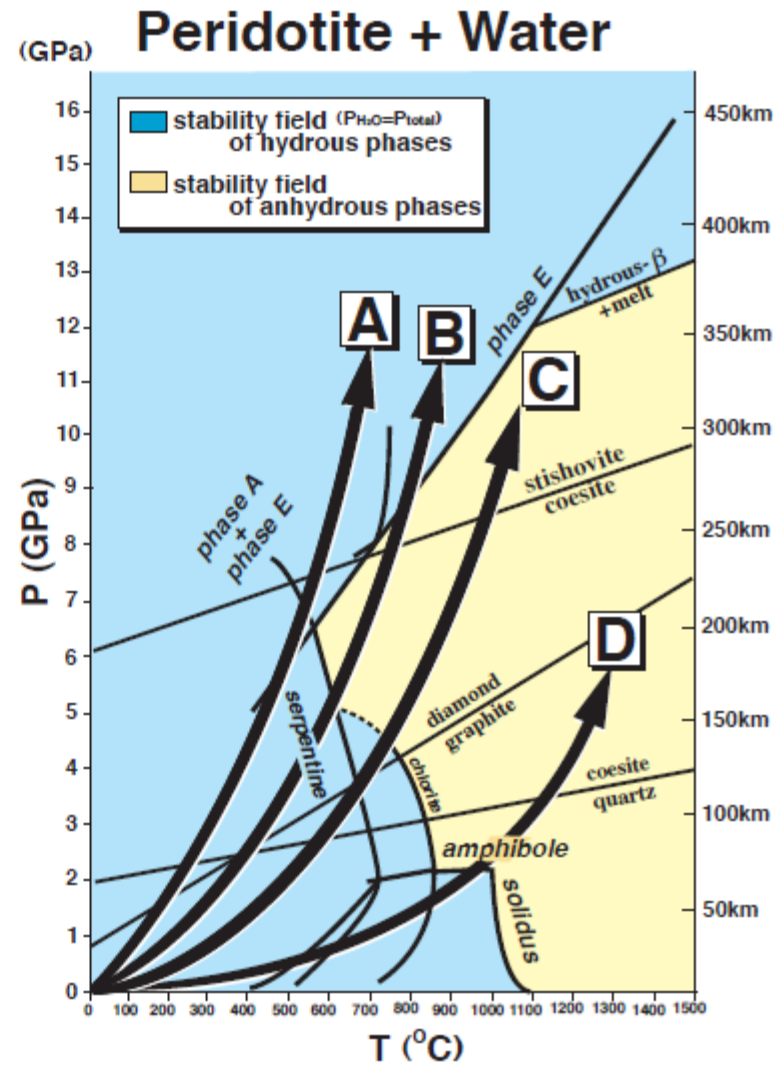 Peridotite + Water
(GPa)
stability field (PH₂O=Ptotal)
of hydrous phases
stability field
of anhydrous phases
16
15
14
13
12
11
10
9
8
7
6
5
4
3
2
1
0
P (GPa)
450km
400km
350km
300km
250km
200km
150km
100km
50km
A
B
C
D
phase E
hydrous-β
+melt
stishovite
coesite
phase A
+
phase E
diamond
graphite
serpentine
chlorite
coesite
quartz
amphibole
solidus
0 100 200 300 400 500 600 700 800 900 1000 1100 1200 1300 1400 1500
T (°C)